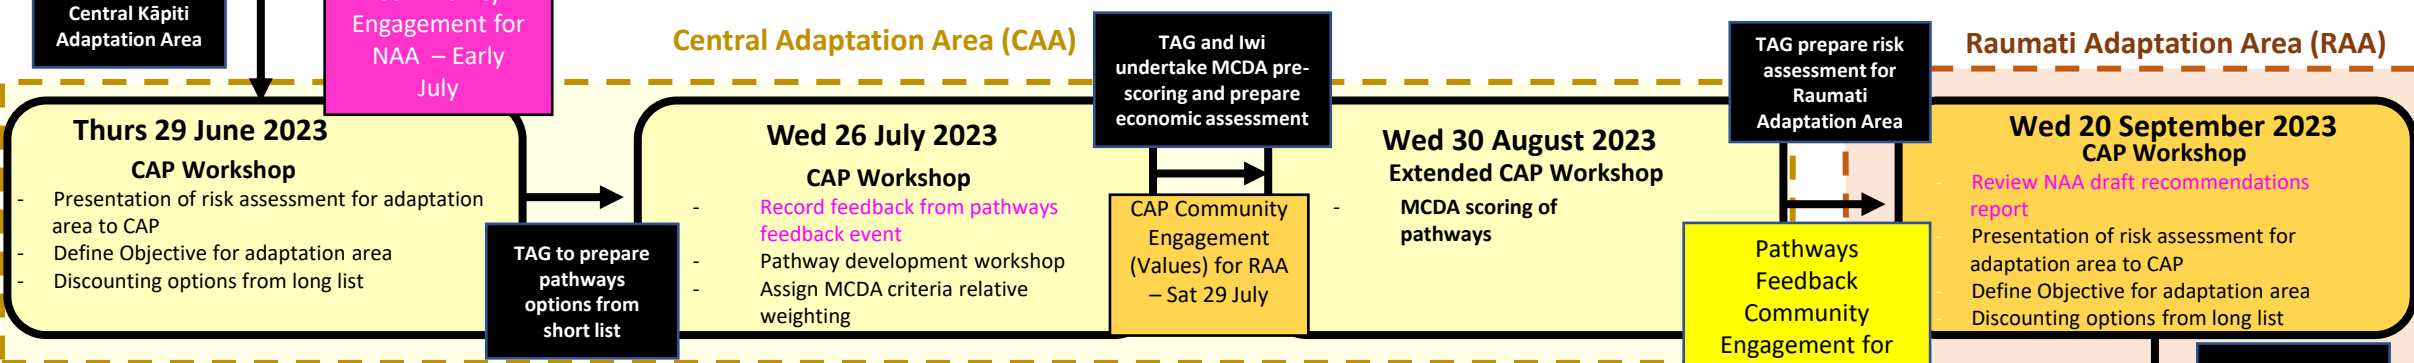 Central Kāpiti
Adaptation Area
Engagement for
NAA – Early
July
Central Adaptation Area (CAA)
TAG and Iwi
undertake MCDA pre-
scoring and prepare
economic assessment
TAG prepare risk
assessment for
Raumati
Adaptation Area
Raumati Adaptation Area (RAA)
Thurs 29 June 2023
CAP Workshop
- Presentation of risk assessment for adaptation
area to CAP
- Define Objective for adaptation area
- Discounting options from long list
TAG to prepare
pathways
options from
short list
Wed 26 July 2023
CAP Workshop
- Record feedback from pathways
feedback event
- Pathway development workshop
- Assign MCDA criteria relative
weighting
CAP Community
Engagement
(Values) for RAA
– Sat 29 July
Wed 30 August 2023
Extended CAP Workshop
- MCDA scoring of
pathways
Pathways
Feedback
Community
Engagement for
Wed 20 September 2023
CAP Workshop
- Review NAA draft recommendations
report
- Presentation of risk assessment for
adaptation area to CAP
- Define Objective for adaptation area
- Discounting options from long list